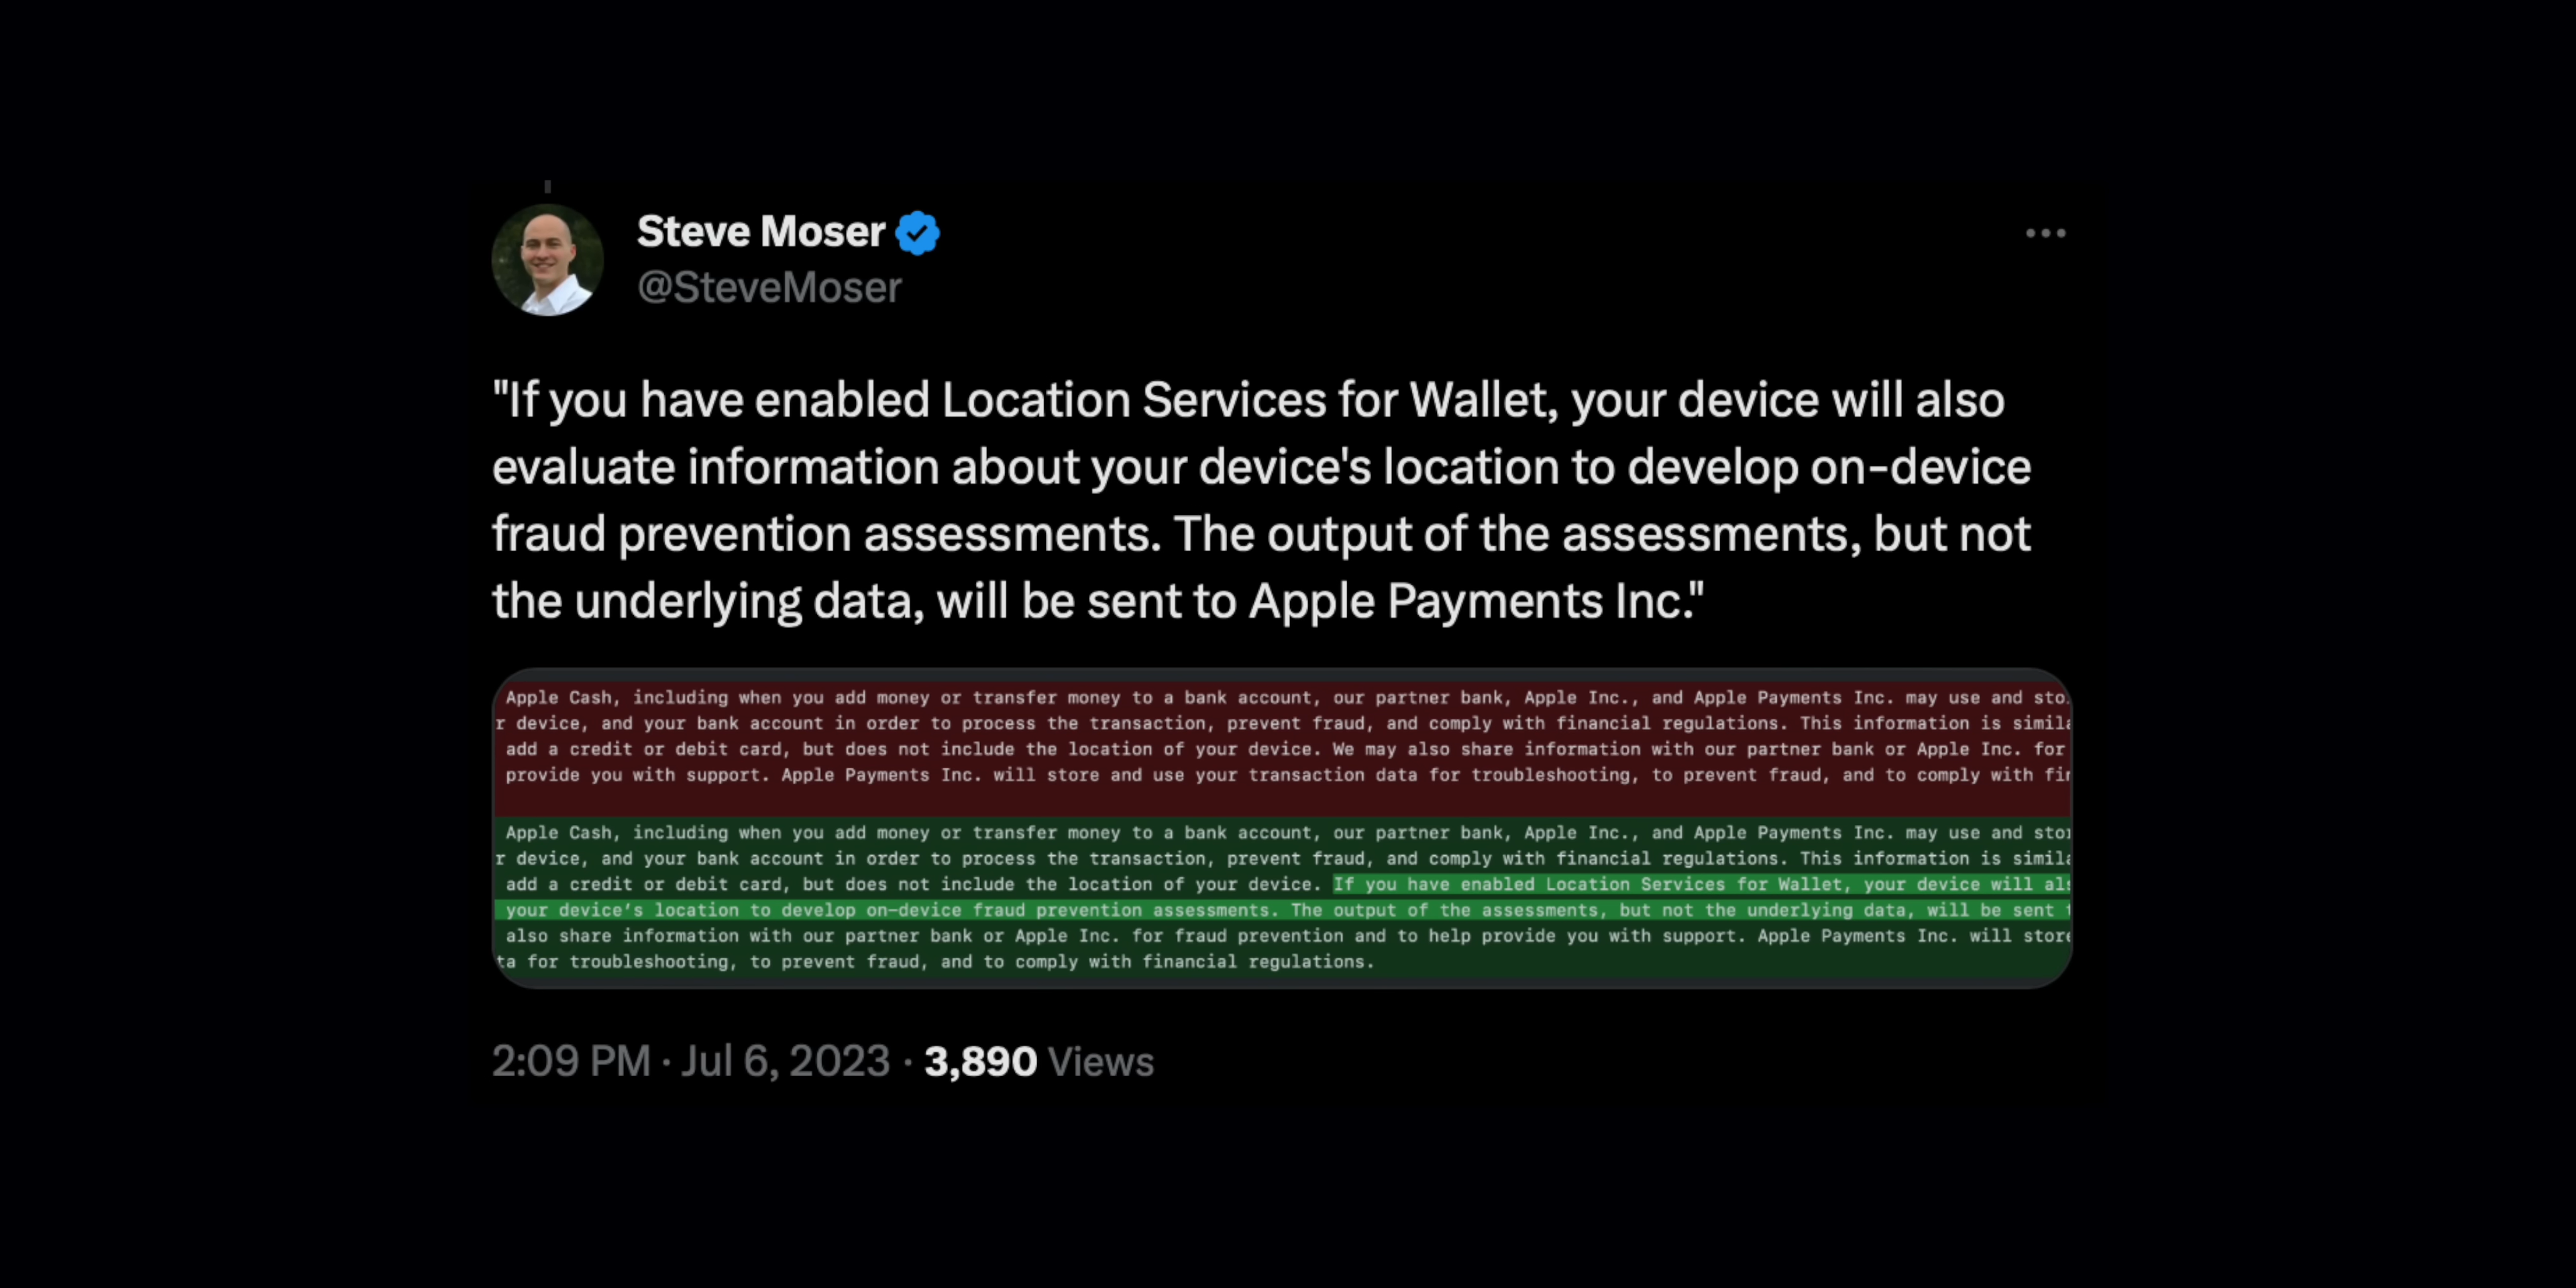 Steve Moser
@SteveMoser
"If you have enabled Location Services for Wallet, your device will also
evaluate information about your device's location to develop on-device
fraud prevention assessments. The output of the assessments, but not
the underlying data, will be sent to Apple Payments Inc."
Apple Cash, including when you add money or transfer money to a bank account, our partner bank, Apple Inc., and Apple Payments Inc. may use and
device, and your bank account in order to process the transaction, prevent fraud, and comply with financial regulations. This information is
add a credit or debit card, but does not include the location of your device. We may also share information with our partner bank or Apple Inc. for
provide you with support. Apple Payments Inc. will store and use your transaction data for troubleshooting, to prevent fraud, and to comply with
Apple Cash, including when you add money or transfer money to a bank account, our partner bank, Apple Inc., and Apple Payments Inc. may use and
device, and your bank account in order to process the transaction, prevent fraud, and comply with financial regulations. This information is
add a credit or debit card, but does not include the location of your device. If you have enabled Location Services for Wallet, your device will
your device‘s location to develop on-device fraud prevention assessments. The output of the assessments, but not the underlying data, will be sent
also share information with our partner bank or Apple Inc. for fraud prevention and to help provide you with support. Apple Payments Inc. will
for troubleshooting, to prevent fraud, and to comply with financial regulations.
2:09 PM · Jul 6, 2023 · 3,890 Views